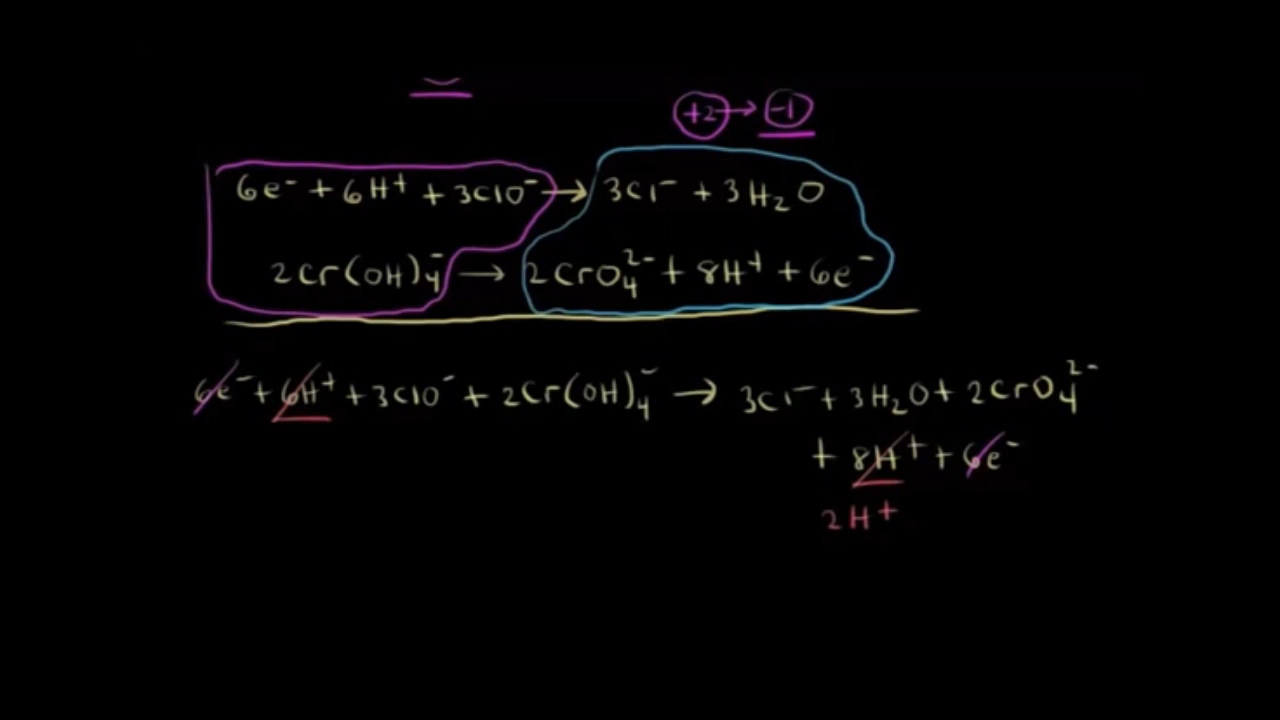 +2 → -1
6e⁻ + 6H⁺ + 3ClO⁻ → 3Cl⁻ + 3H₂O
2Cr(OH)₄⁻ → 2CrO₄²⁻ + 8H⁺ + 6e⁻
6e⁻ + 6H⁺ + 3ClO⁻ + 2Cr(OH)₄⁻ → 3Cl⁻ + 3H₂O + 2CrO₄²⁻
+ 8H⁺ + 6e⁻
2H⁺